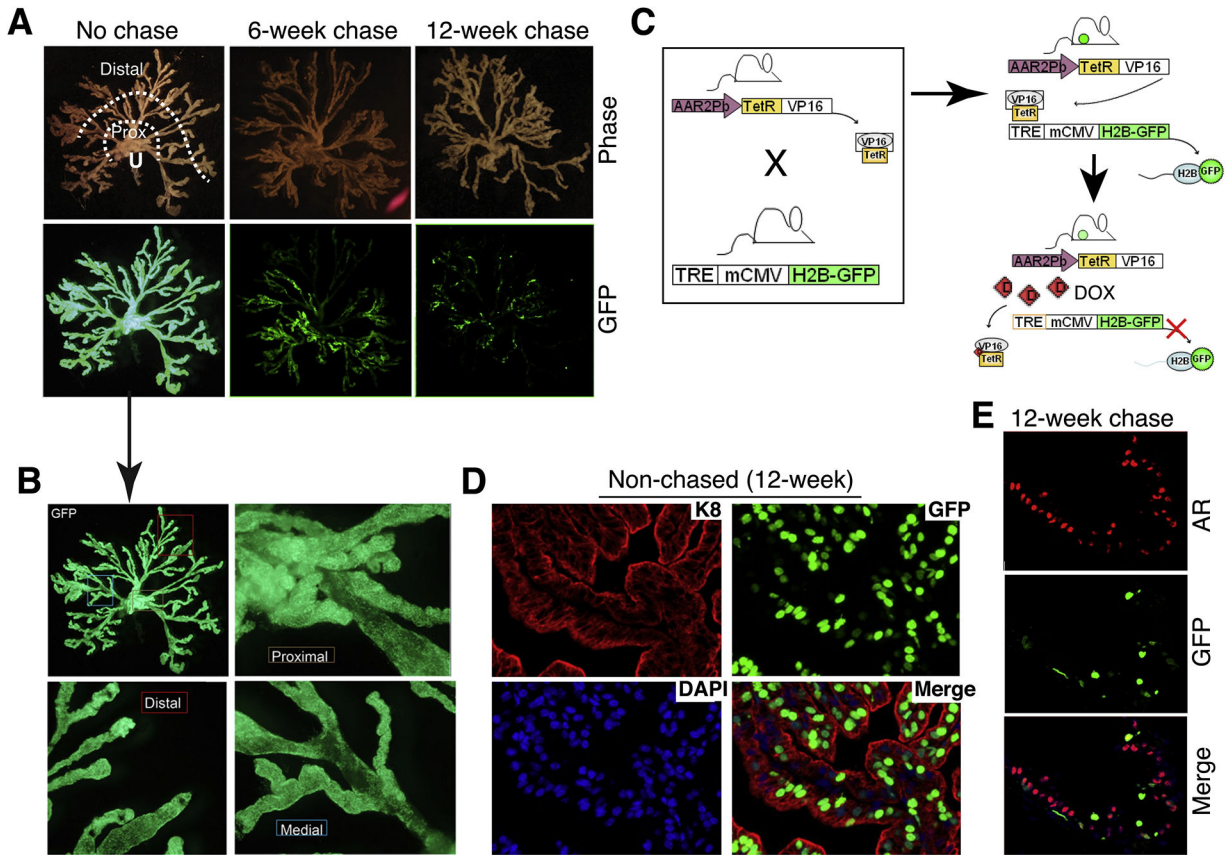 A
No chase
6-week chase
12-week chase
Distal
Prox
U
Phase
GFP
B
GFP
Proximal
Distal
Medial
C
AAR2Pb TetR VP16
VP16
TetR
X
TRE mCMV H2B-GFP
AAR2Pb TetR VP16
VP16
TetR
TRE mCMV H2B-GFP
H2B GFP
AAR2Pb TetR VP16
DOX
TRE mCMV H2B-GFP
VP16
TetR
H2B GFP
D
Non-chased (12-week)
K8
GFP
DAPI
Merge
E
12-week chase
AR
GFP
Merge